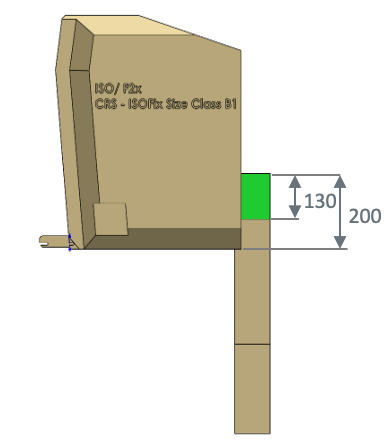 ISO/ F2x
CRS - ISOFix Size Class B1
130
200